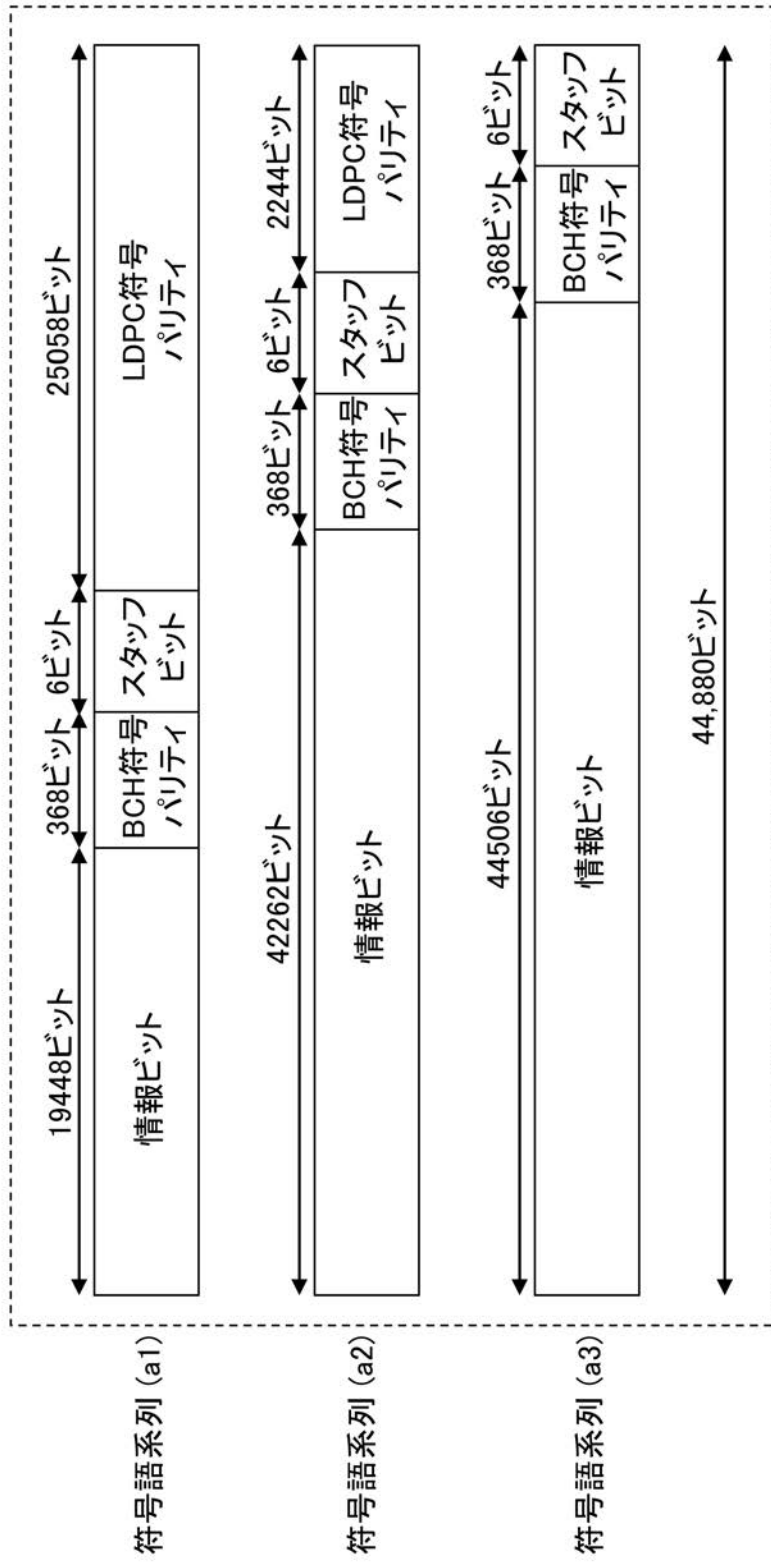 符号語系列 (a1)
19448ビット
368ビット
6ビット
25058ビット
情報ビット
BCH符号
パリティ
スタッフ
ビット
LDPC符号
パリティ
符号語系列 (a2)
42262ビット
368ビット
6ビット
2244ビット
情報ビット
BCH符号
パリティ
スタッフ
ビット
LDPC符号
パリティ
符号語系列 (a3)
44506ビット
368ビット
6ビット
情報ビット
BCH符号
パリティ
スタッフ
ビット
44,880ビット